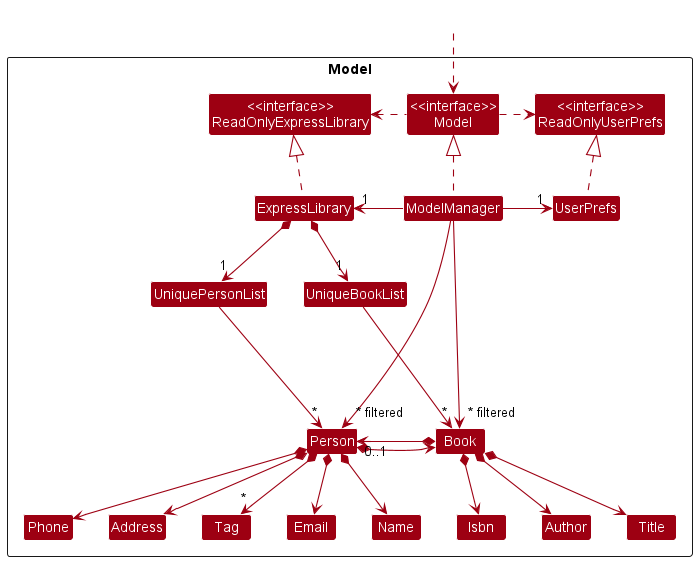 Model
<<interface>>
ReadOnlyExpressLibrary
<<interface>>
Model
<<interface>>
ReadOnlyUserPrefs
ExpressLibrary
1
ModelManager
1
UserPrefs
1
1
UniquePersonList
UniqueBookList
*
* filtered
*
* filtered
Person
0..1
Book
*
Phone
Address
Tag
Email
Name
Isbn
Author
Title